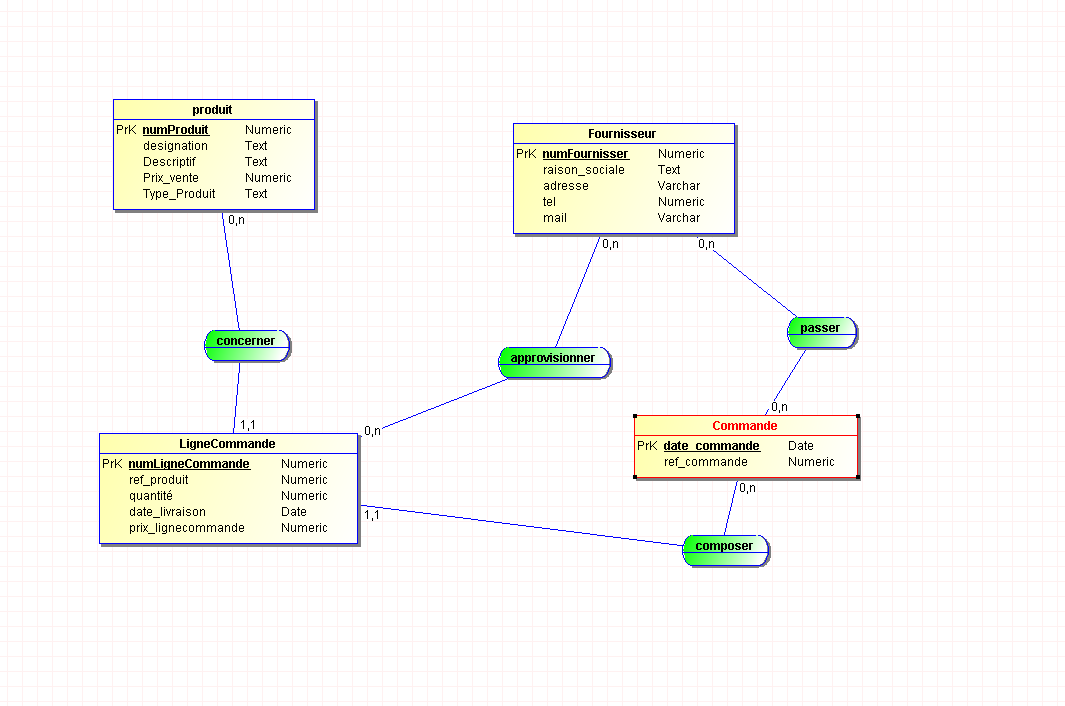 produit
PrK numProduit Numeric
designation Text
Descriptif Text
Prix_vente Numeric
Type_Produit Text
0,n
Fournisseur
PrK numFournisser Numeric
raison_sociale Text
adresse Varchar
tel Numeric
mail Varchar
0,n
0,n
concerner
approvisionner
passer
1,1
0,n
0,n
LigneCommande
PrK numLigneCommande Numeric
ref_produit Numeric
quantité Numeric
date_livraison Date
prix_lignecommande Numeric
Commande
PrK date_commande Date
ref_commande Numeric
0,n
1,1
composer